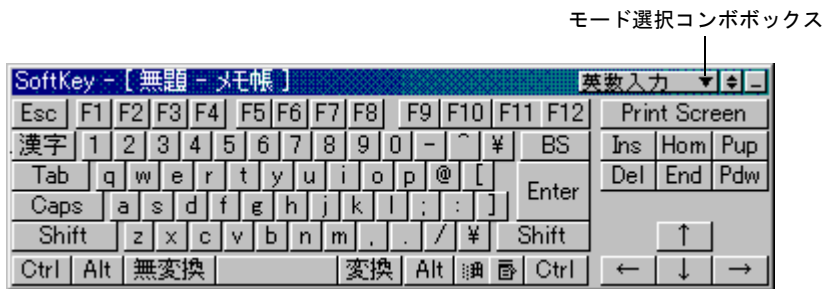 モード選択コンボボックス
SoftKey - [ 無題 - メモ帳 ] 英数入力
Esc F1 F2 F3 F4 F5 F6 F7 F8 F9 F10 F11 F12 Print Screen
漢字 1 2 3 4 5 6 7 8 9 0 - ^ ¥ BS Ins Hom Pup
Tab q w e r t y u i o p @ [ Enter Del End Pdw
Caps a s d f g h j k l ; : ]
Shift z x c v b n m , . / ¥ Shift ↑
Ctrl Alt 無変換 変換 Alt Ctrl ← ↓ →